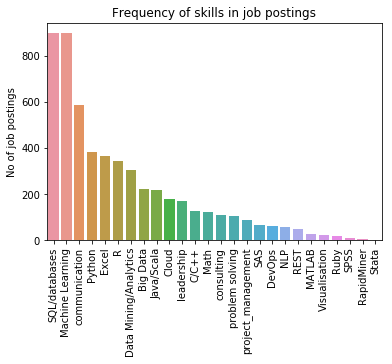 Frequency of skills in job postings
No of job postings
800
600
400
200
0
SQL/databases
Machine Learning
communication
Python
Excel
R
Data Mining/Analytics
Big Data
Java/Scala
Cloud
leadership
C/C++
Math
consulting
problem solving
project_management
SAS
DevOps
NLP
REST
MATLAB
Visualisation
Ruby
SPSS
RapidMiner
Stata